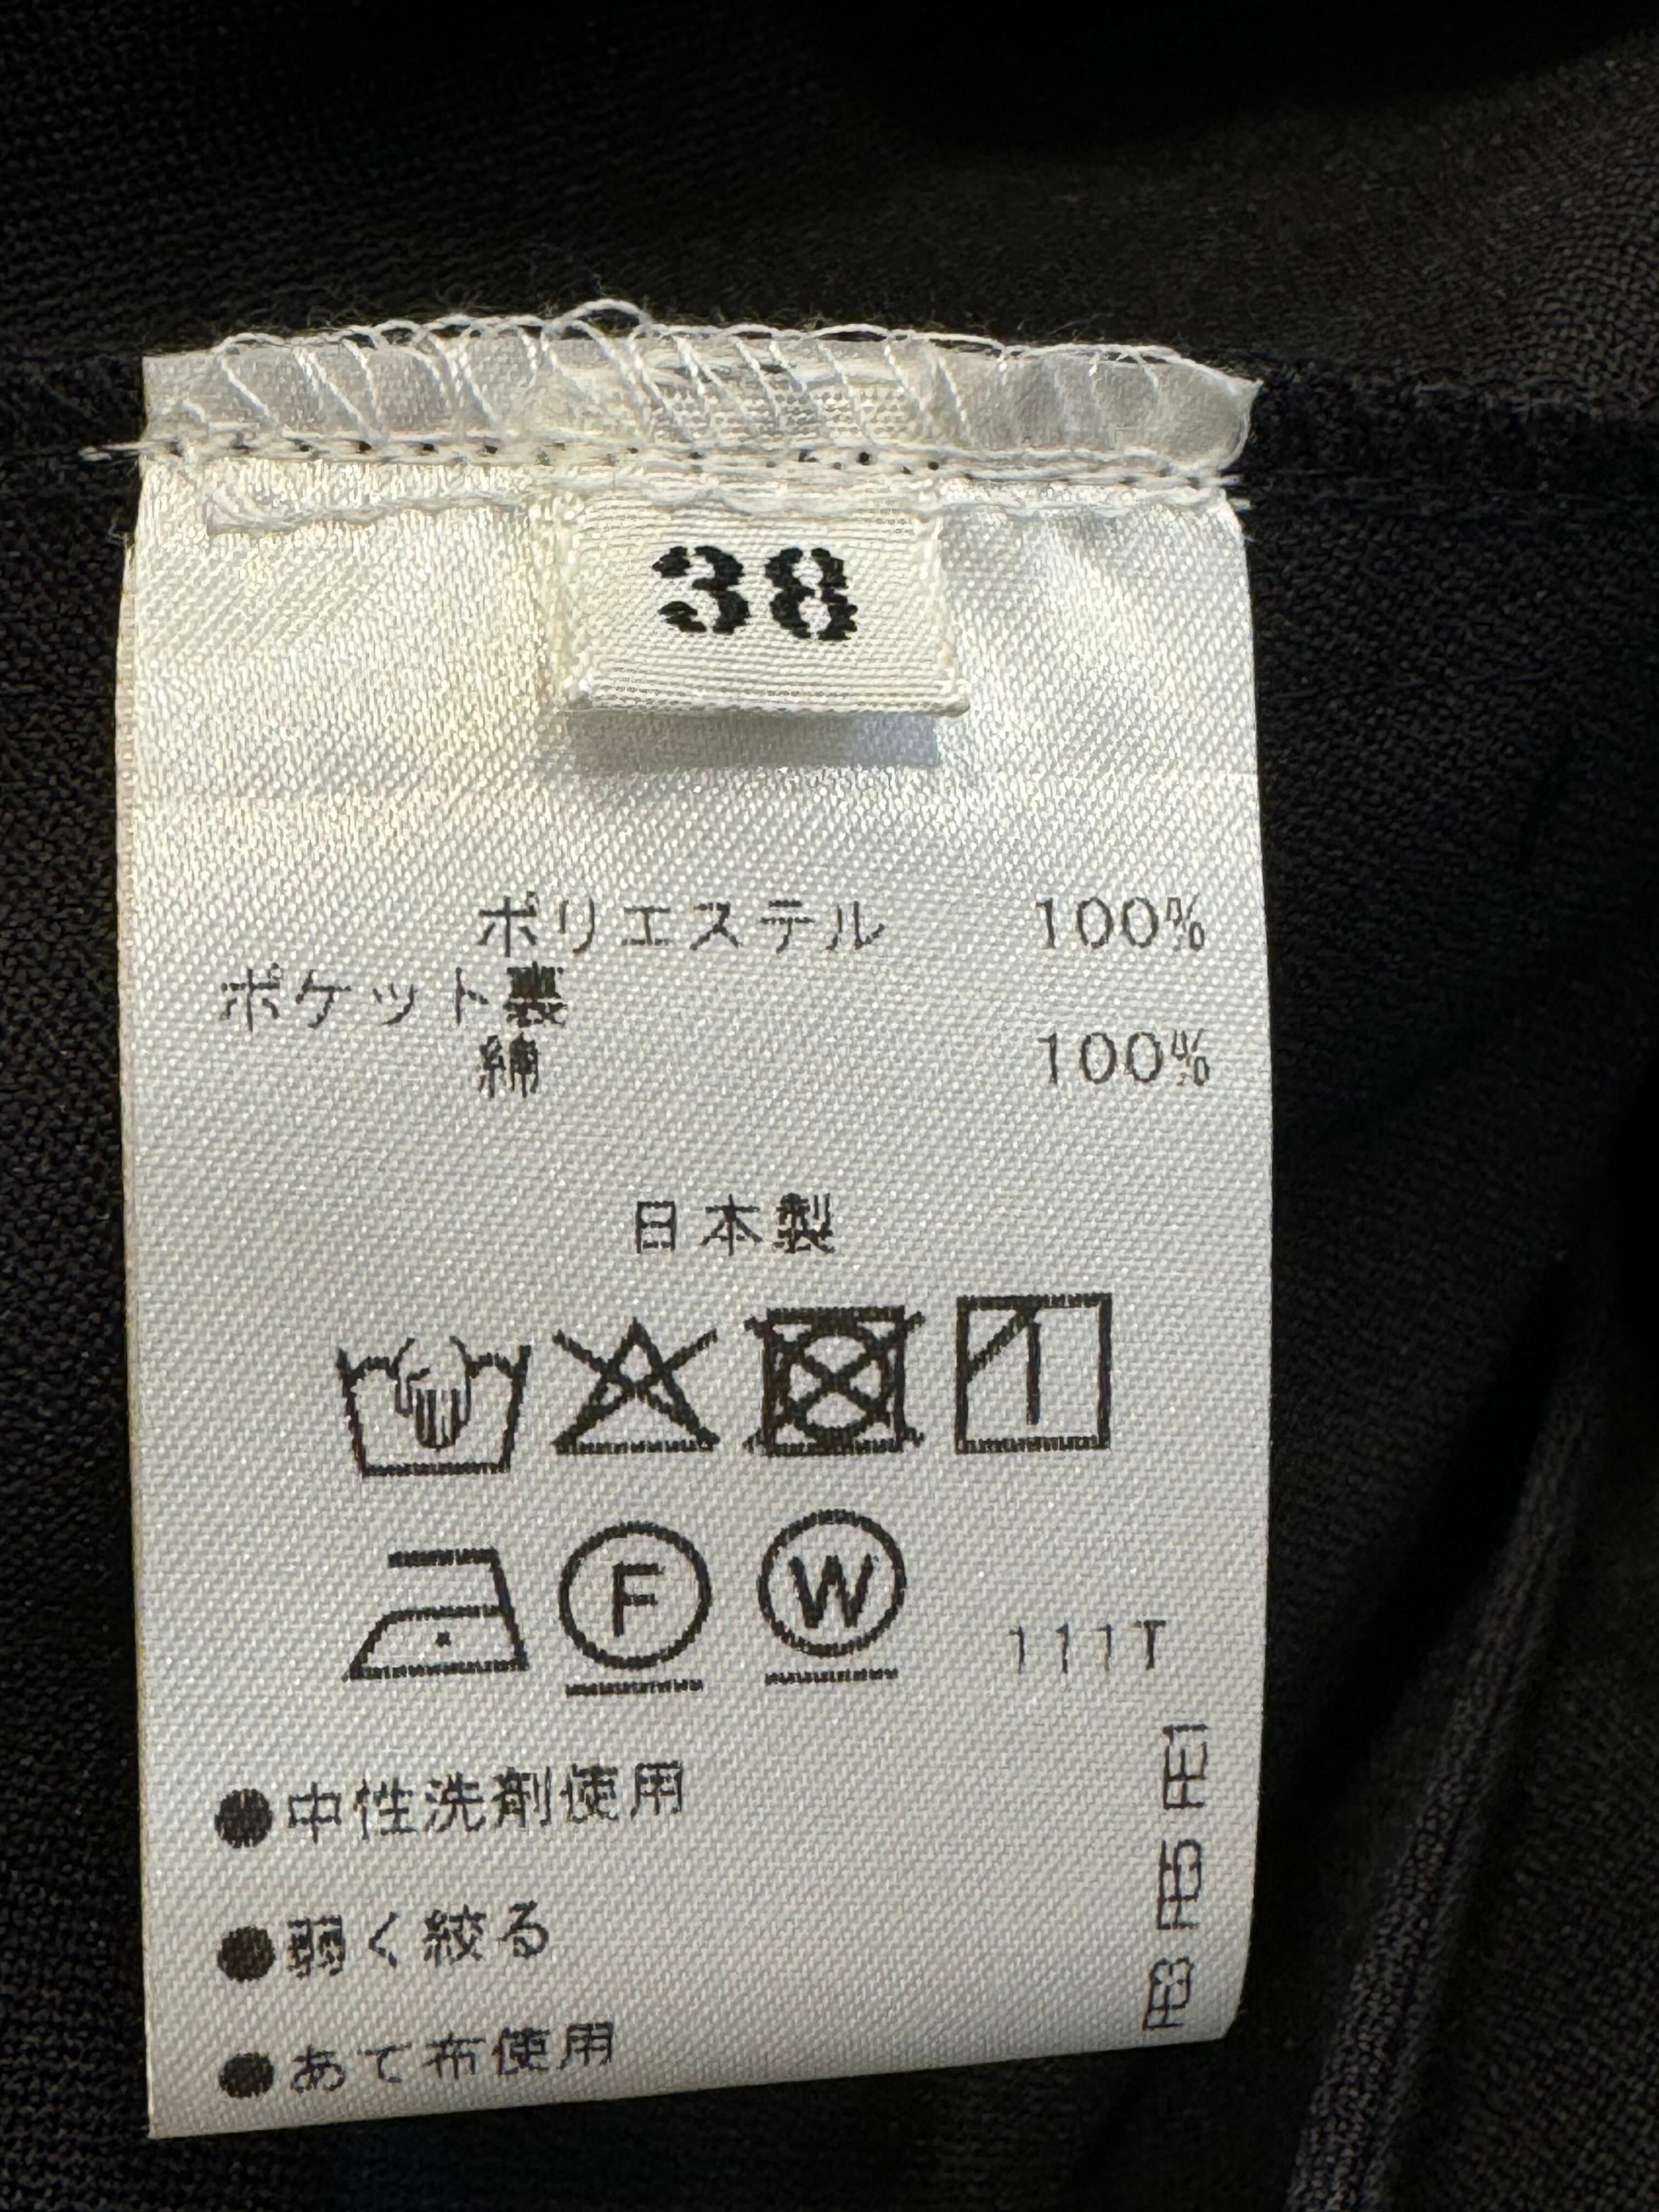 38
ポリエステル 100%
ポケット裏
綿 100%
日本製
F W
111T
●中性洗剤使用
●弱く絞る
●あて布使用